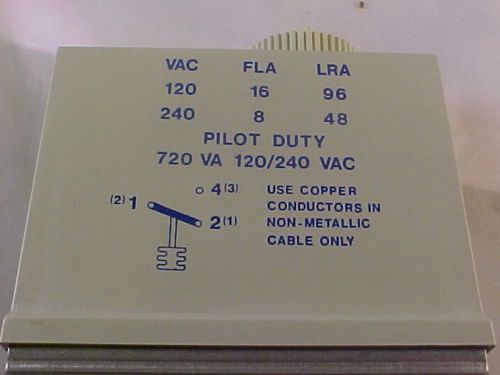 VAC FLA LRA
120 16 96
240 8 48
PILOT DUTY
720 VA 120/240 VAC
4(3)
(2)1
2(1)
USE COPPER
CONDUCTORS IN
NON-METALLIC
CABLE ONLY